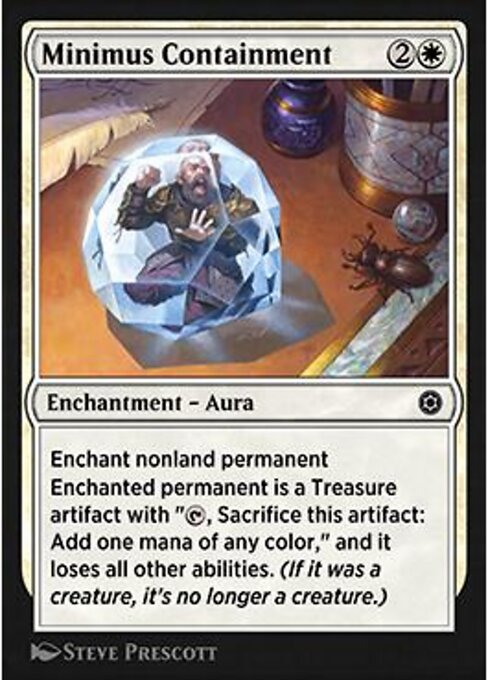 Minimus Containment 2
Enchantment – Aura
Enchant nonland permanent
Enchanted permanent is a Treasure
artifact with ", Sacrifice this artifact:
Add one mana of any color," and it
loses all other abilities. (If it was a
creature, it's no longer a creature.)
STEVE PRESCOTT